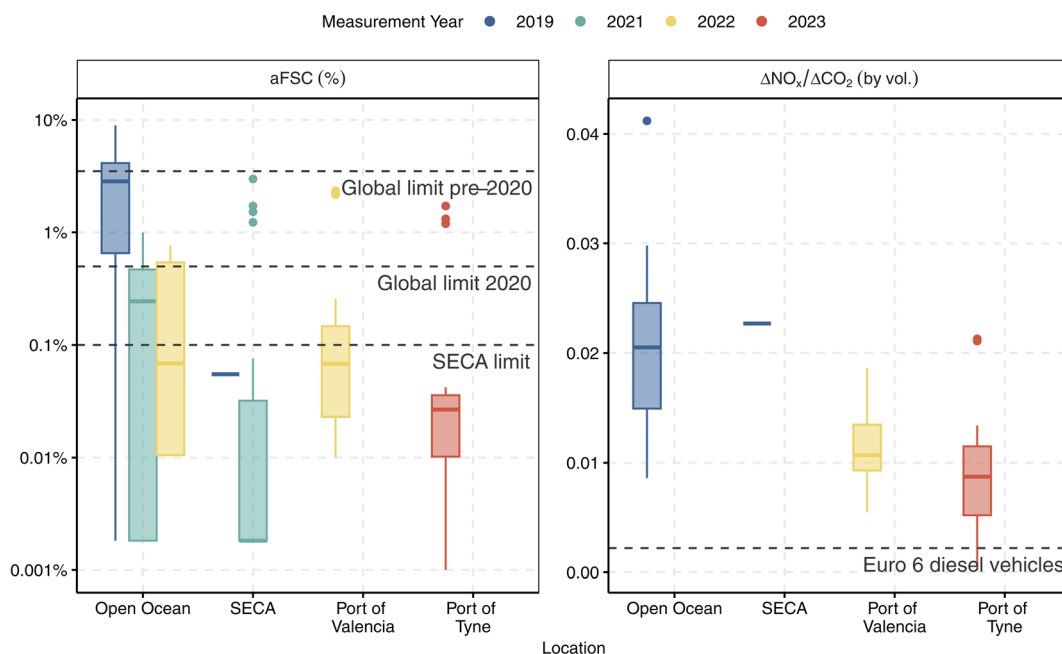 Measurement Year 2019 2021 2022 2023
aFSC (%)
ΔNOₓ/ΔCO₂ (by vol.)
10%
1%
0.1%
0.01%
0.001%
Global limit pre–2020
Global limit 2020
SECA limit
0.04
0.03
0.02
0.01
0.00
Euro 6 diesel vehicles
Open Ocean
SECA
Port of
Valencia
Port of
Tyne
Open Ocean
SECA
Port of
Valencia
Port of
Tyne
Location